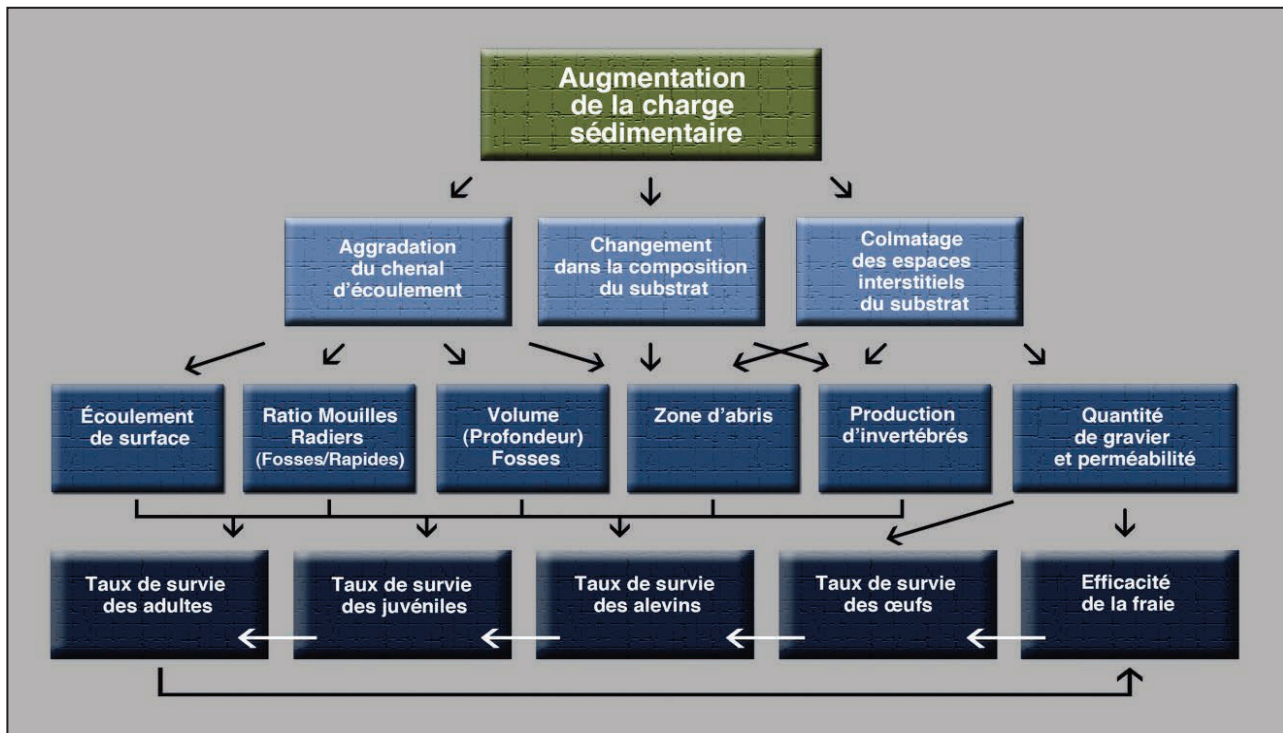 Augmentation
de la charge
sédimentaire
Aggradation
du chenal
d'écoulement
Changement
dans la composition
du substrat
Colmatage
des espaces
interstitiels
du substrat
Écoulement
de surface
Ratio Mouilles
Radiers
(Fosses/Rapides)
Volume
(Profondeur)
Fosses
Zone d'abris
Production
d'invertébrés
Quantité
de gravier
et perméabilité
Taux de survie
des adultes
Taux de survie
des juvéniles
Taux de survie
des alevins
Taux de survie
des œufs
Efficacité
de la fraie